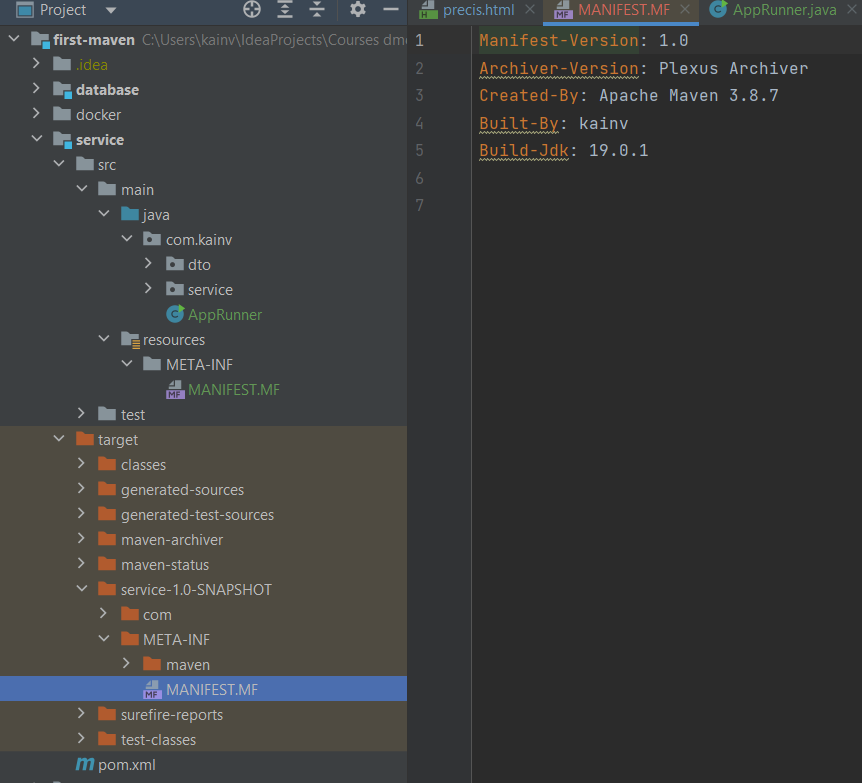 Project
first-maven C:\Users\kainv\IdeaProjects\Courses dm
.idea
database
docker
service
src
main
java
com.kainv
dto
service
AppRunner
resources
META-INF
MANIFEST.MF
test
target
classes
generated-sources
generated-test-sources
maven-archiver
maven-status
service-1.0-SNAPSHOT
com
META-INF
maven
MANIFEST.MF
surefire-reports
test-classes
pom.xml
precis.html MANIFEST.MF AppRunner.java
1 Manifest-Version: 1.0
2 Archiver-Version: Plexus Archiver
3 Created-By: Apache Maven 3.8.7
4 Built-By: kainv
5 Build-Jdk: 19.0.1
6
7